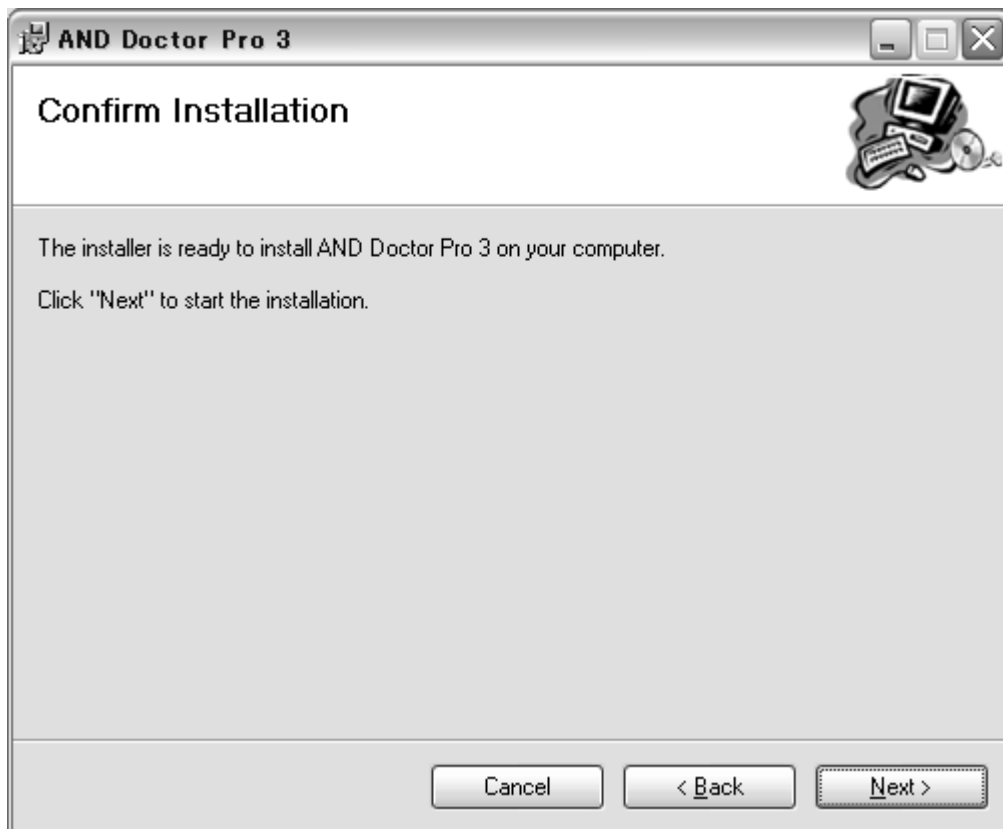 AND Doctor Pro 3
Confirm Installation
The installer is ready to install AND Doctor Pro 3 on your computer.
Click "Next" to start the installation.
Cancel
< Back
Next >